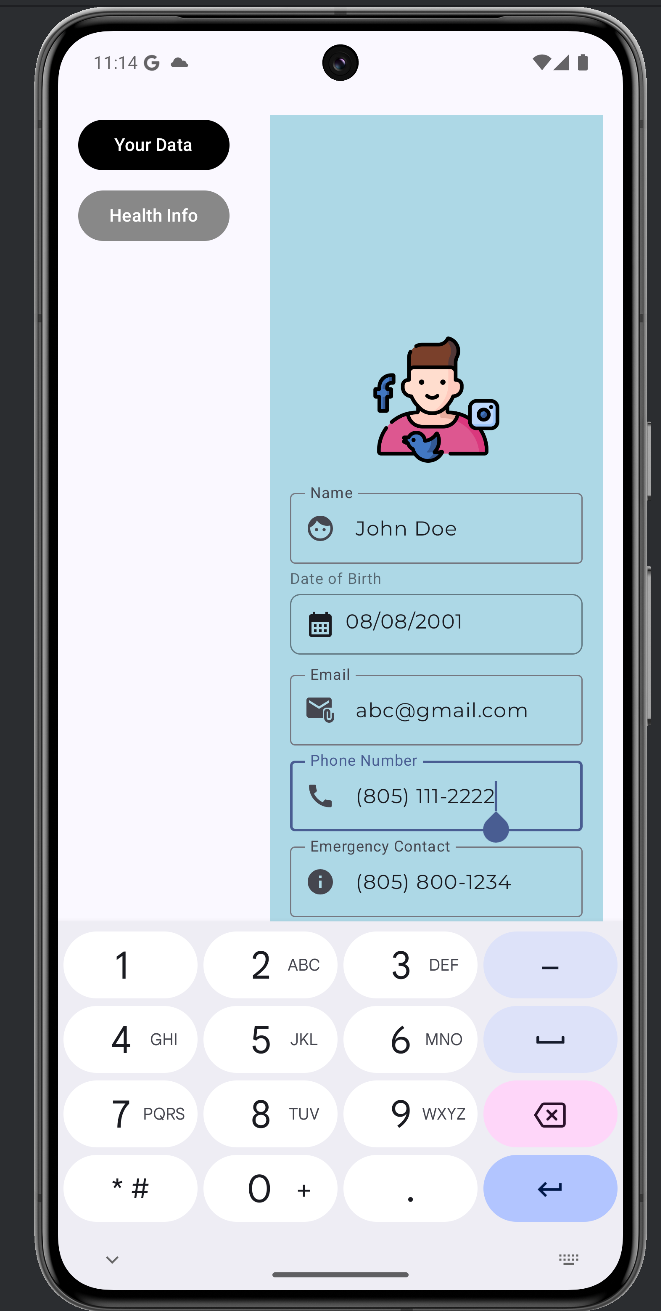 11:14 G
Your Data
Health Info
Name
John Doe
Date of Birth
08/08/2001
Email
abc@gmail.com
Phone Number
(805) 111-2222
Emergency Contact
(805) 800-1234
1 2 ABC 3 DEF –
4 GHI 5 JKL 6 MNO
7 PQRS 8 TUV 9 WXYZ
* # 0 + .